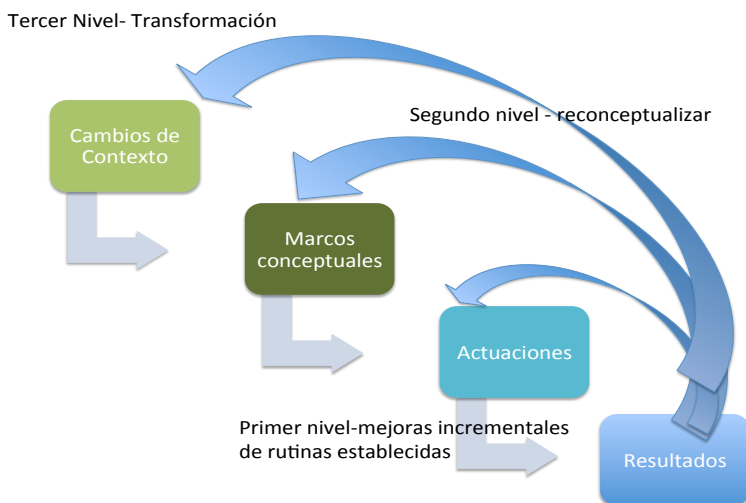 Tercer Nivel- Transformación
Segundo nivel - reconceptualizar
Cambios de
Contexto
Marcos
conceptuales
Actuaciones
Primer nivel-mejoras incrementales
de rutinas establecidas
Resultados